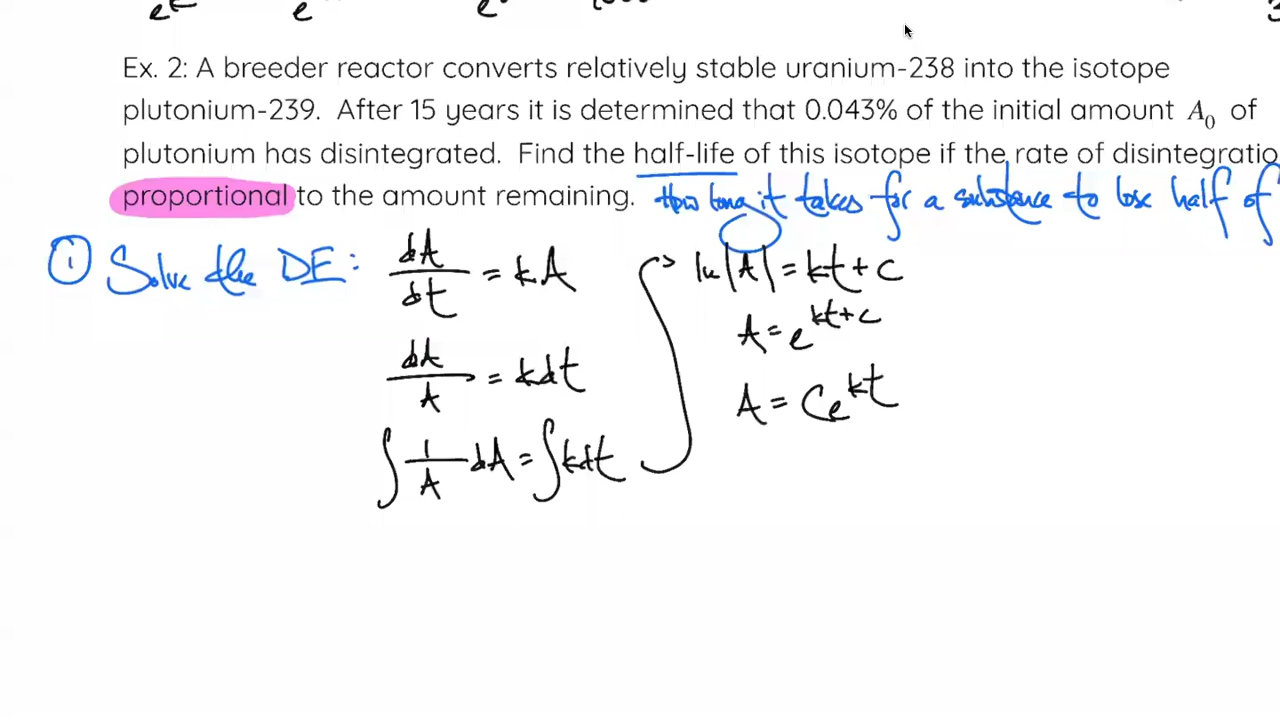 Ex. 2: A breeder reactor converts relatively stable uranium-238 into the isotope
plutonium-239. After 15 years it is determined that 0.043% of the initial amount A₀ of
plutonium has disintegrated. Find the half-life of this isotope if the rate of disintegratio
proportional to the amount remaining. How long it takes for a substance to lose half of
① Solve the DE: dA/dt = kA
dA/A = kdt
∫ 1/A dA = ∫kdt
ln|A| = kt + c
A = e^(kt+c)
A = Ce^(kt)